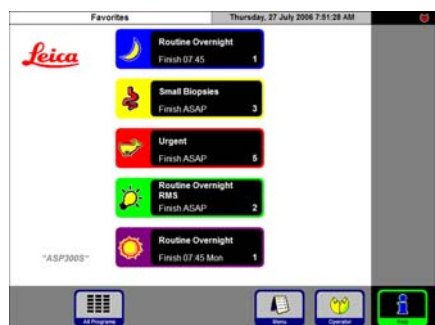 Favorites
Thursday, 27 July 2006 7:51:28 AM
Leica
Routine Overnight
Finish 07:45 1
Small Biopsies
Finish ASAP 3
Urgent
Finish ASAP 5
Routine Overnight
RMS
Finish ASAP 2
Routine Overnight
Finish 07:45 Mon 1
"ASP300S"
All Programs
Menu
Operator
Help